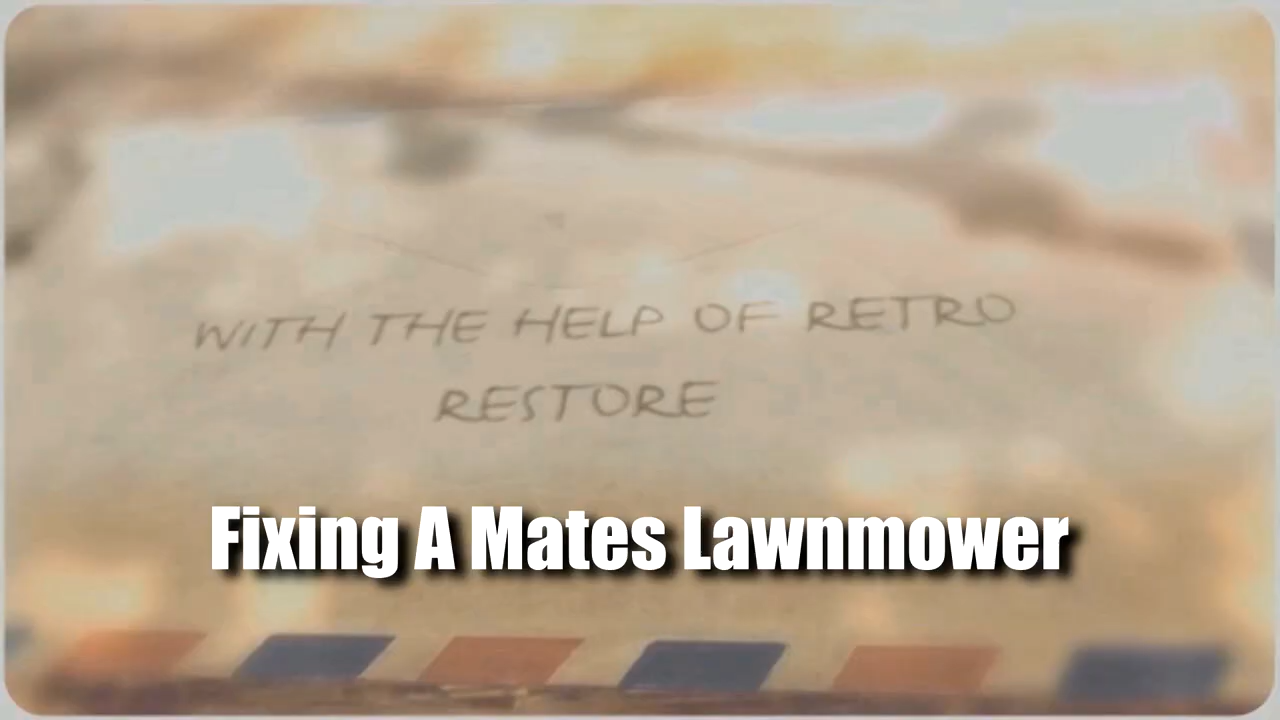 WITH THE HELP OF RETRO
RESTORE
Fixing A Mates Lawnmower